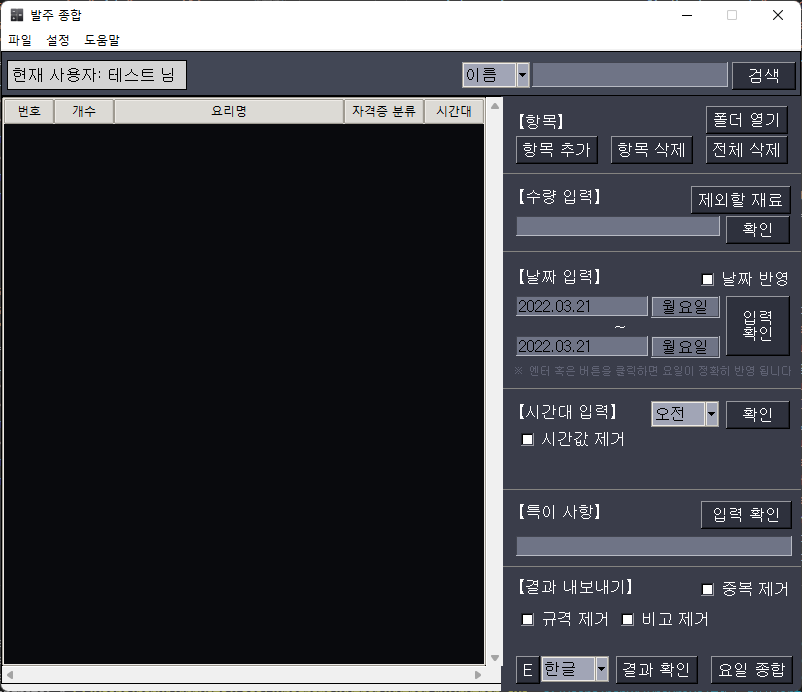 발주 종합
파일 설정 도움말
현재 사용자: 테스트 님
이름
검색
번호 개수 요리명 자격증 분류 시간대
【항목】
폴더 열기
항목 추가 항목 삭제 전체 삭제
【수량 입력】
제외할 재료
확인
【날짜 입력】
날짜 반영
2022.03.21 월요일
~
2022.03.21 월요일
입력
확인
※ 엔터 혹은 버튼을 클릭하면 요일이 정확히 반영 됩니다
【시간대 입력】
오전
확인
시간값 제거
【특이 사항】
입력 확인
【결과 내보내기】
중복 제거
규격 제거 비고 제거
E 한글 결과 확인 요일 종합